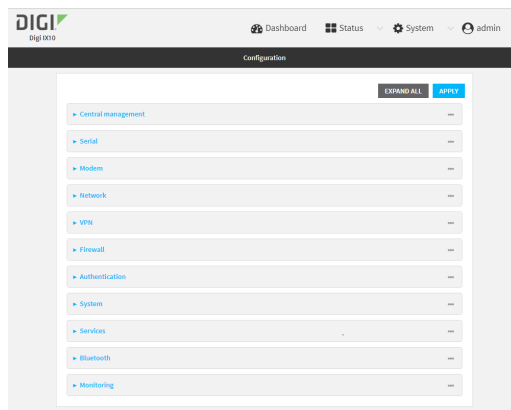 DIGI
Digi IX10
Dashboard
Status
System
admin
Configuration
EXPAND ALL
APPLY
Central management
Serial
Modem
Network
VPN
Firewall
Authentication
System
Services
Bluetooth
Monitoring